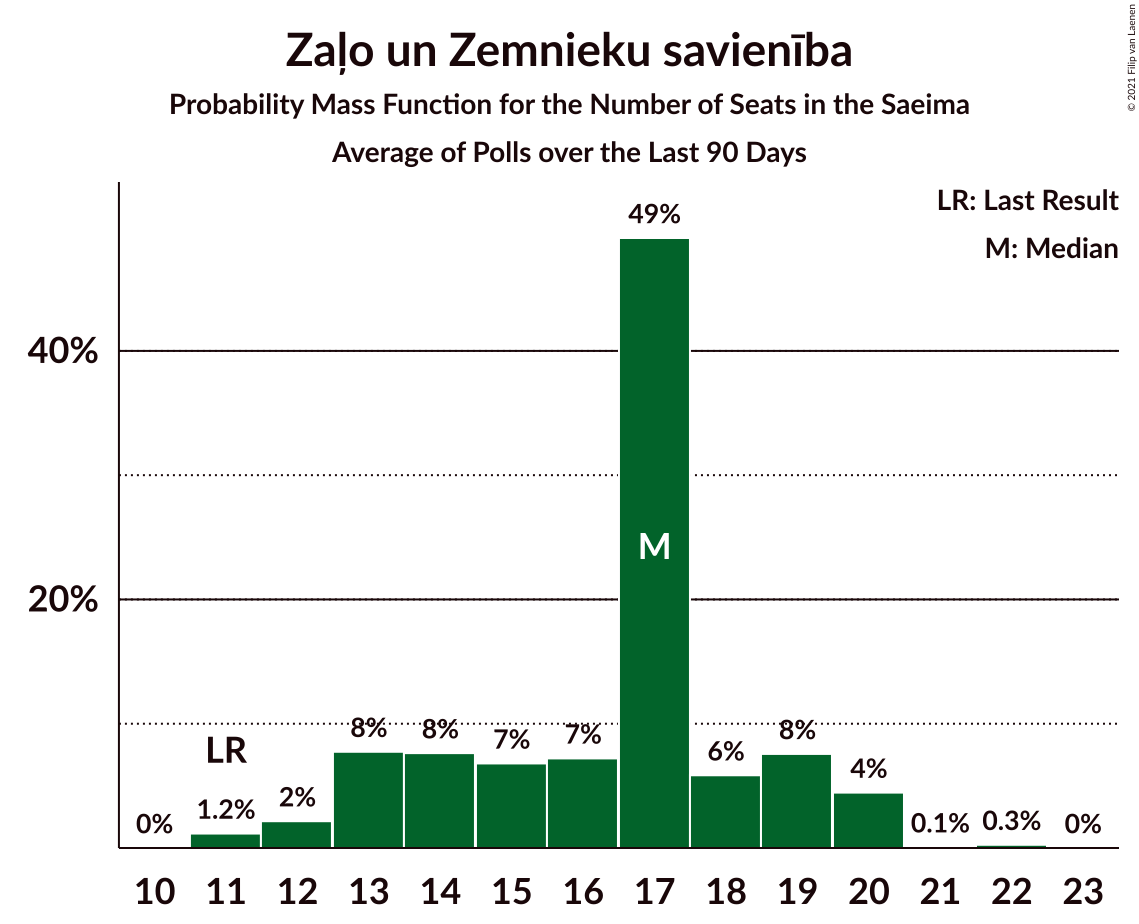 Zaļo un Zemnieku savienība
Probability Mass Function for the Number of Seats in the Saeima
Average of Polls over the Last 90 Days
© 2021 Filip van Laenen
LR: Last Result
M: Median
40%
20%
0%
1.2%
2%
8%
8%
7%
7%
49%
6%
8%
4%
0.1%
0.3%
0%
LR
M
10 11 12 13 14 15 16 17 18 19 20 21 22 23